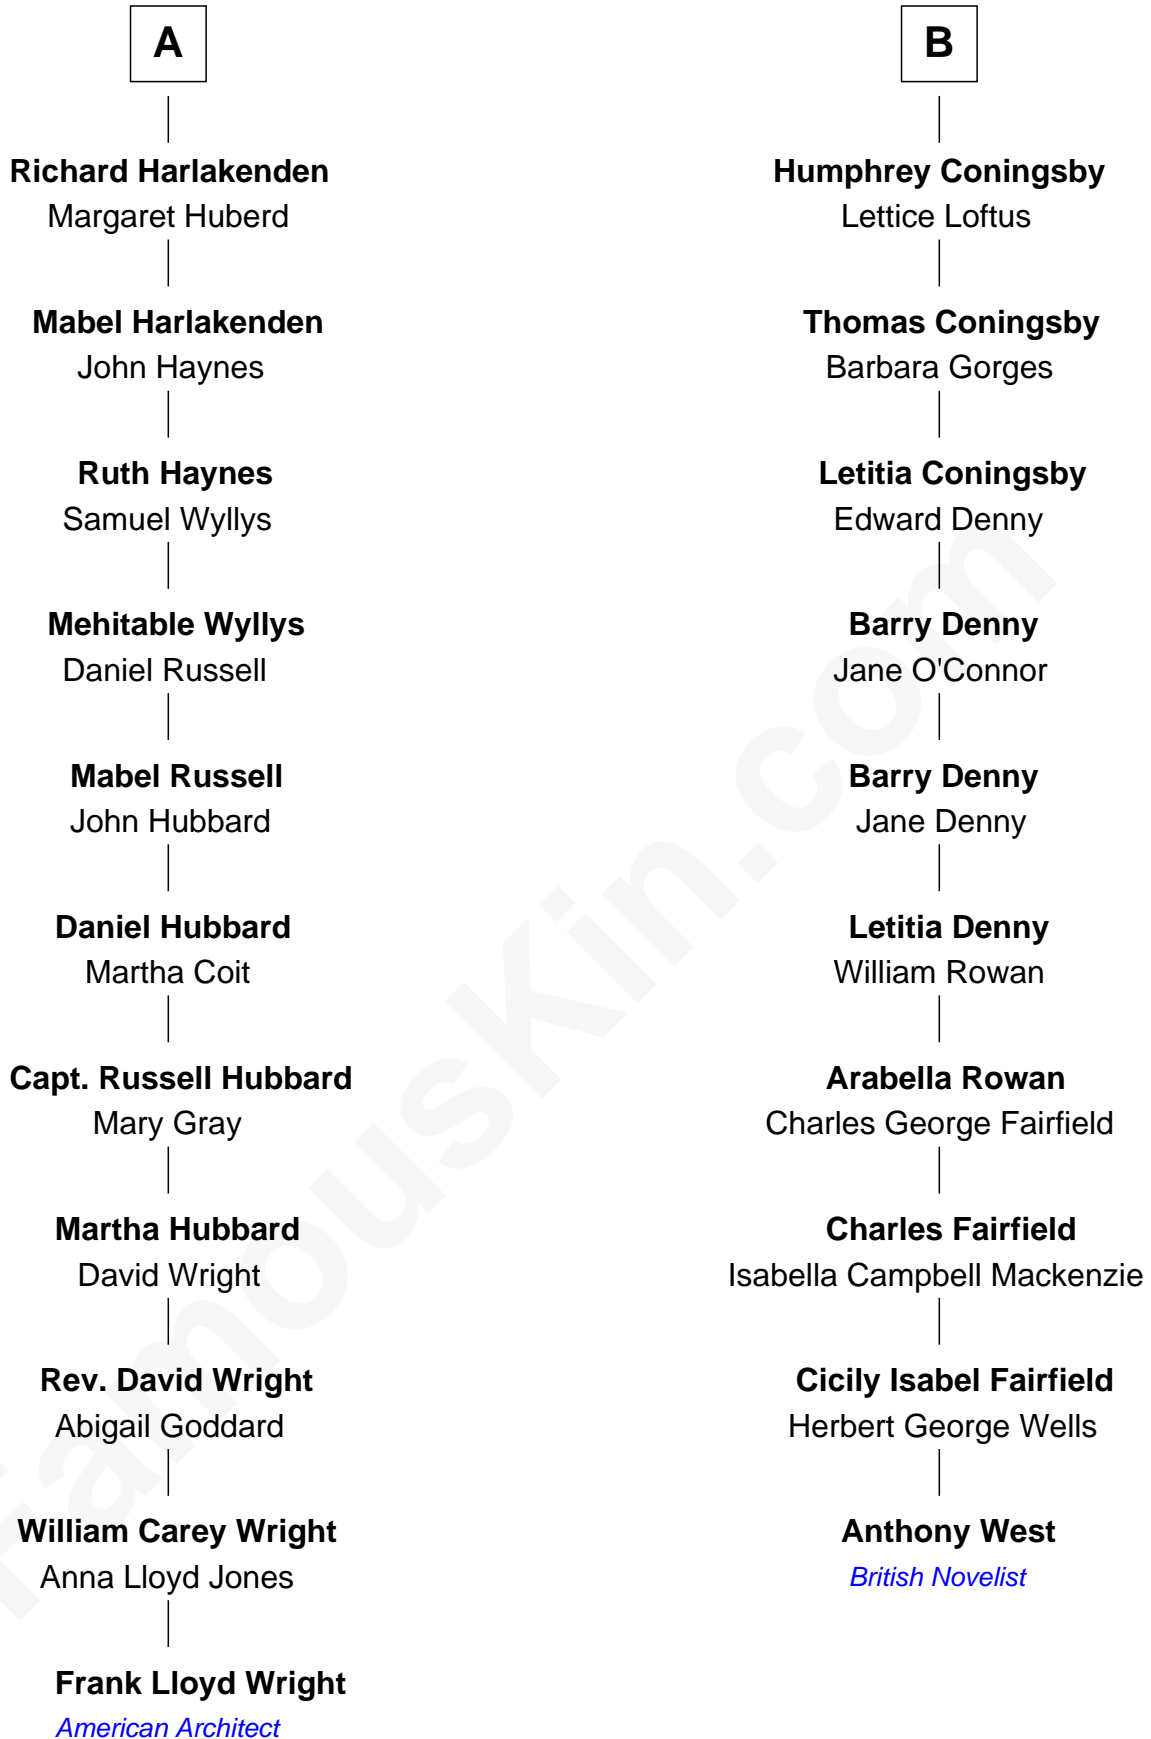 A
Richard Harlakenden
Margaret Huberd
Mabel Harlakenden
John Haynes
Ruth Haynes
Samuel Wyllys
Mehitable Wyllys
Daniel Russell
Mabel Russell
John Hubbard
Daniel Hubbard
Martha Coit
Capt. Russell Hubbard
Mary Gray
Martha Hubbard
David Wright
Rev. David Wright
Abigail Goddard
William Carey Wright
Anna Lloyd Jones
Frank Lloyd Wright
American Architect
B
Humphrey Coningsby
Lettice Loftus
Thomas Coningsby
Barbara Gorges
Letitia Coningsby
Edward Denny
Barry Denny
Jane O'Connor
Barry Denny
Jane Denny
Letitia Denny
William Rowan
Arabella Rowan
Charles George Fairfield
Charles Fairfield
Isabella Campbell Mackenzie
Cicily Isabel Fairfield
Herbert George Wells
Anthony West
British Novelist
FamousKin.com